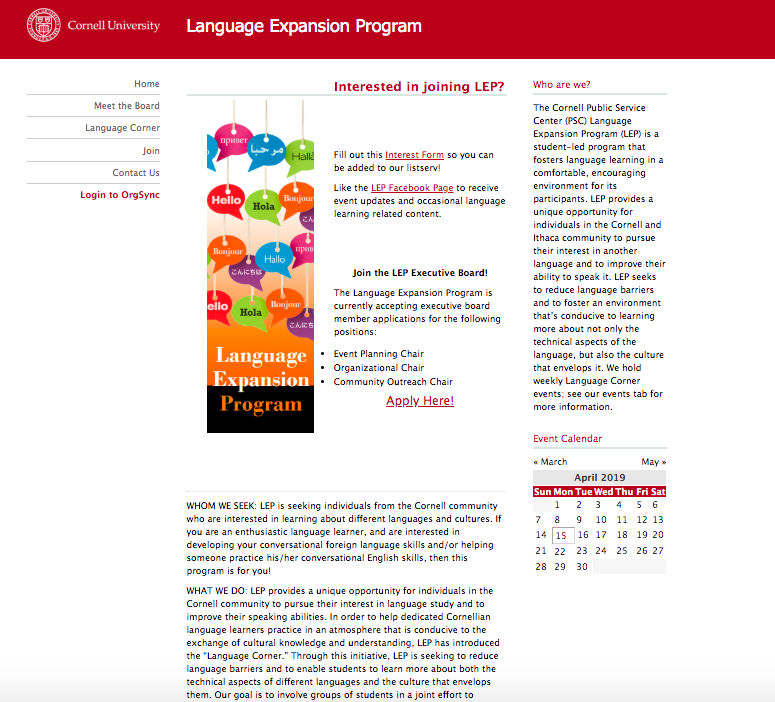 Cornell University
Language Expansion Program
Home
Meet the Board
Language Corner
Join
Contact Us
Login to OrgSync
Interested in joining LEP?
привет
مرحبا
Hallå
Hello
Hola
Bonjour
Bonjour
こんにちは
Hallo
Hola
Bonjour
こんにち
Language
Expansion
Program
Fill out this Interest Form so you can
be added to our listserv!
Like the LEP Facebook Page to receive
event updates and occasional language
learning related content.
Join the LEP Executive Board!
The Language Expansion Program is
currently accepting executive board
member applications for the following
positions:
• Event Planning Chair
• Organizational Chair
• Community Outreach Chair
Apply Here!
WHOM WE SEEK: LEP is seeking individuals from the Cornell community
who are interested in learning about different languages and cultures. If
you are an enthusiastic language learner, and are interested in
developing your conversational foreign language skills and/or helping
someone practice his/her conversational English skills, then this
program is for you!
WHAT WE DO: LEP provides a unique opportunity for individuals in the
Cornell community to pursue their interest in language study and to
improve their speaking abilities. In order to help dedicated Cornellian
language learners practice in an atmosphere that is conducive to the
exchange of cultural knowledge and understanding, LEP has introduced
the "Language Corner." Through this initiative, LEP is seeking to reduce
language barriers and to enable students to learn more about both the
technical aspects of different languages and the culture that envelops
them. Our goal is to involve groups of students in a joint effort to
Who are we?
The Cornell Public Service
Center (PSC) Language
Expansion Program (LEP) is a
student-led program that
fosters language learning in a
comfortable, encouraging
environment for its
participants. LEP provides a
unique opportunity for
individuals in the Cornell and
Ithaca community to pursue
their interest in another
language and to improve their
ability to speak it. LEP seeks
to reduce language barriers
and to foster an environment
that's conducive to learning
more about not only the
technical aspects of the
language, but also the culture
that envelops it. We hold
weekly Language Corner
events; see our events tab for
more information.
Event Calendar
« March May »
April 2019
Sun Mon Tue Wed Thu Fri Sat
1 2 3 4 5 6
7 8 9 10 11 12 13
14 15 16 17 18 19 20
21 22 23 24 25 26 27
28 29 30